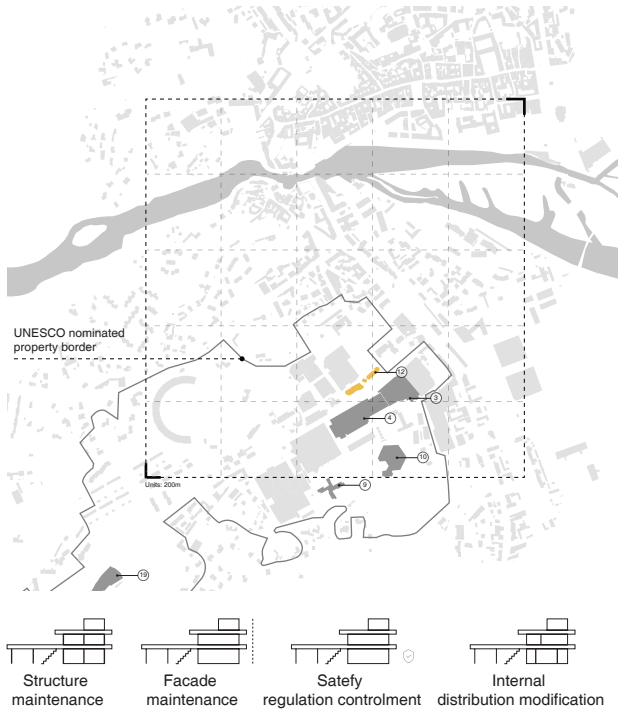 UNESCO nominated
property border
12
3
4
10
9
Units: 200m
19
Structure
maintenance
Facade
maintenance
Satefy
regulation controlment
Internal
distribution modification